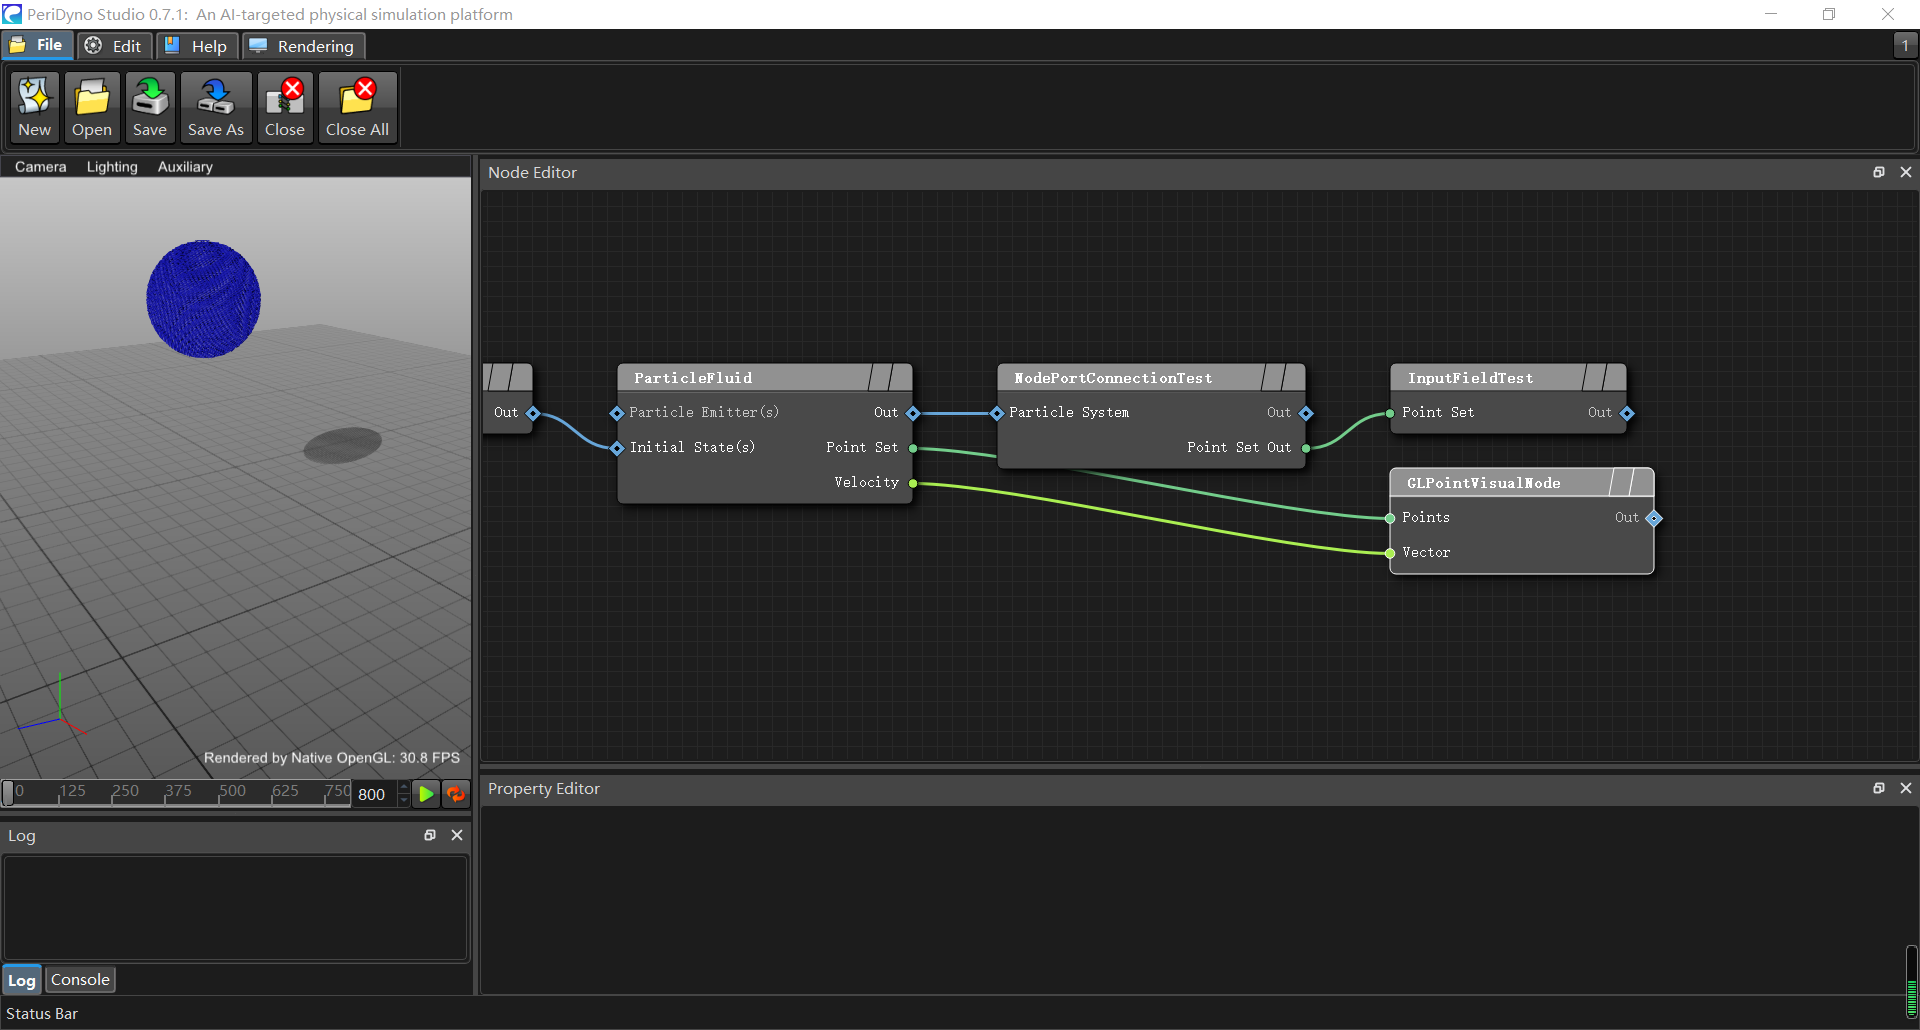 PeriDyno Studio 0.7.1:  An AI-targeted physical simulation platform
File Edit Help Rendering 1
New Open Save Save As Close Close All
Camera Lighting Auxiliary
Rendered by Native OpenGL: 30.8 FPS
0 125 250 375 500 625 750 800
Log
Log Console
Node Editor
Out
ParticleFluid
Particle Emitter(s) Out
Initial State(s) Point Set
Velocity
NodePortConnectionTest
Particle System Out
Point Set Out
InputFieldTest
Point Set Out
GLPointVisualNode
Points Out
Vector
Property Editor
Status Bar